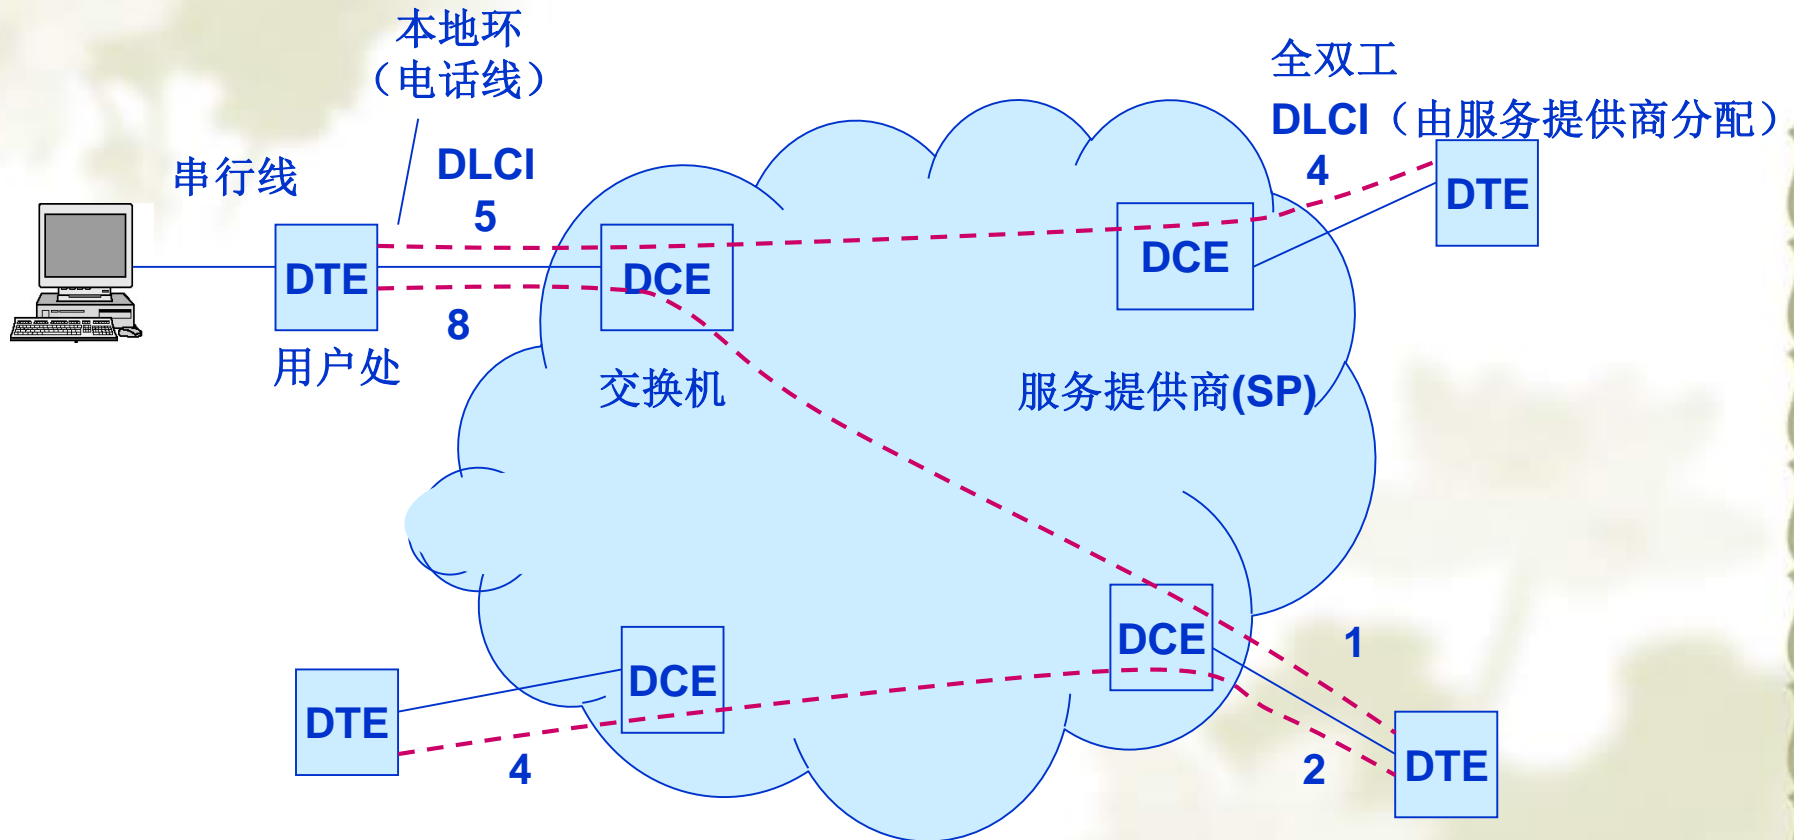 本地环
（电话线）
全双工
DLCI（由服务提供商分配）
4
串行线
DLCI
5
DTE
DCE
DCE
DTE
8
用户处
交换机
服务提供商(SP)
DCE
1
DCE
DTE
4
2
DTE